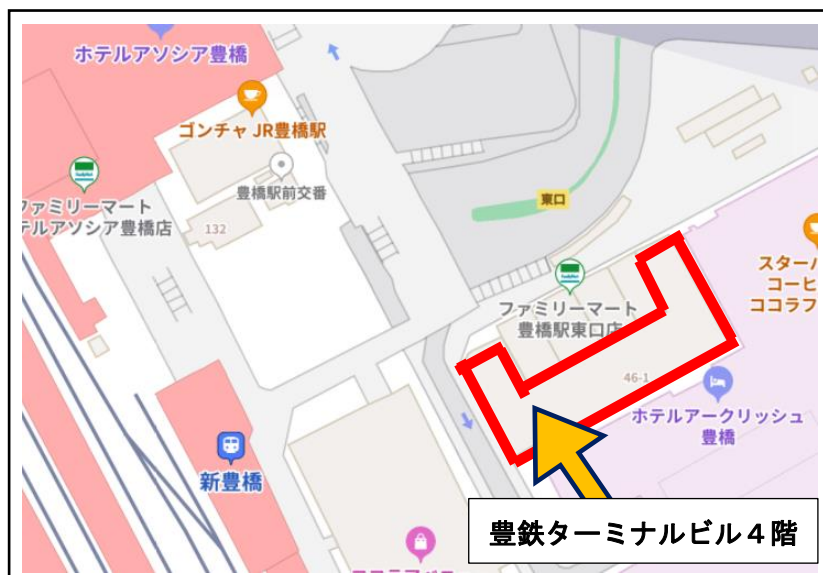 ホテルアソシア豊橋
ゴンチャ JR豊橋駅
豊橋駅前交番
ファミリーマート
テルアソシア豊橋店
132
東口
スターバ
コーヒ
ココラフ
ファミリーマート
豊橋駅東口店
46-1
ホテルアークリッシュ
豊橋
新豊橋
豊鉄ターミナルビル４階